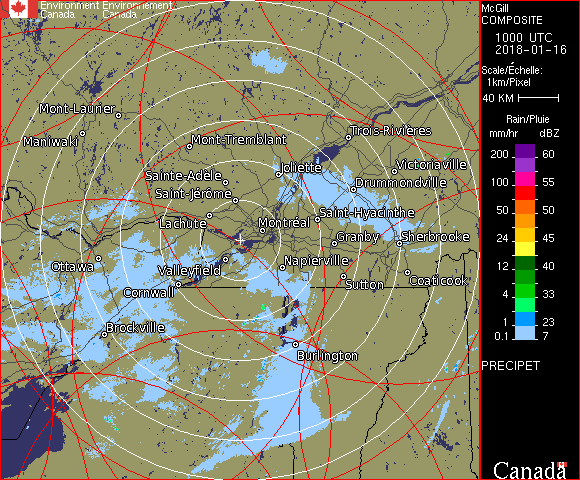 Environment Environnement
Canada Canada
McGill
COMPOSITE
1000 UTC
2018-01-16
Scale/Échelle:
1km/Pixel
40 KM
Rain/Pluie
mm/hr dBZ
200 60
100 55
50 50
24 45
12 40
4 33
1 23
0.1 7
PRECIPET
Canada
Mont-Laurier
Maniwaki
Mont-Tremblant
Trois-Rivières
Joliette
Victoriaville
Sainte-Adèle
Drummondville
Saint-Jérôme
Saint-Hyacinthe
Lachute
Montréal
Granby
Sherbrooke
Ottawa
Valleyfield
Napierville
Cornwall
Sutton
Coaticook
Brockville
Burlington